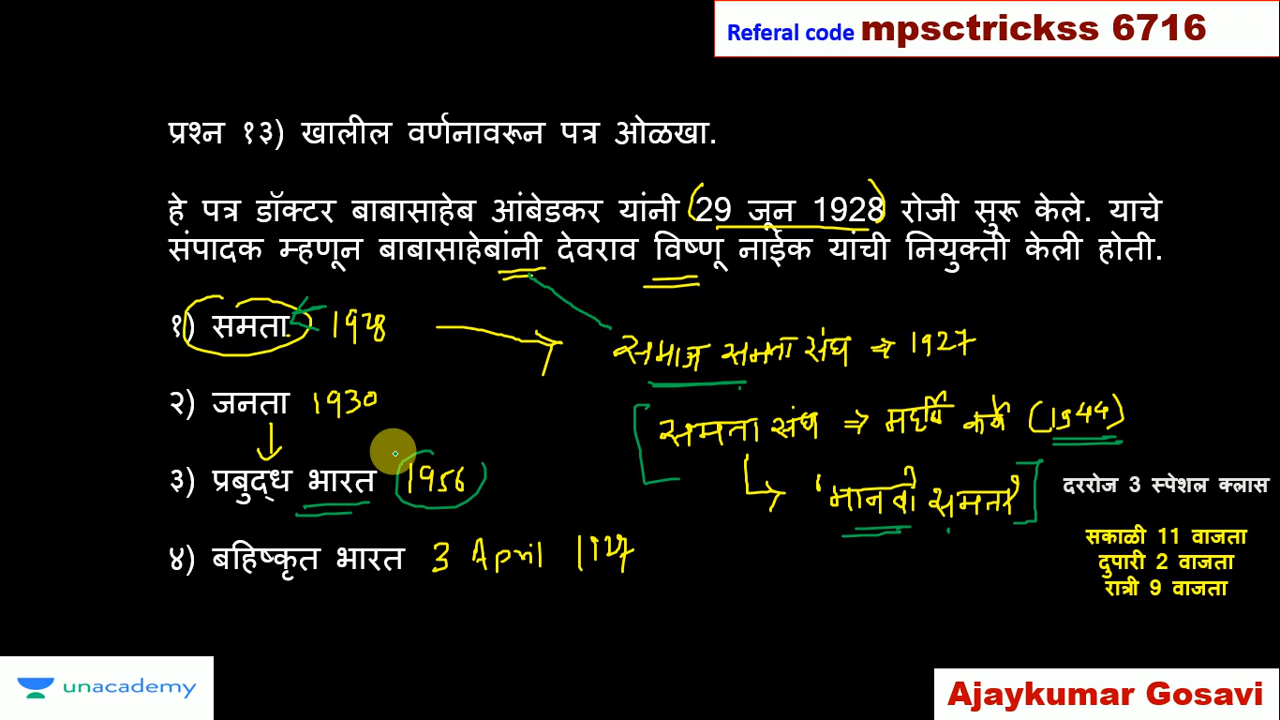 Referal code mpsctrickss 6716
प्रश्न १३) खालील वर्णनावरून पत्र ओळखा.
हे पत्र डॉक्टर बाबासाहेब आंबेडकर यांनी (29 जून 1928) रोजी सुरू केले. याचे
संपादक म्हणून बाबासाहेबांनी देवराव विष्णू नाईक यांची नियुक्ती केली होती.
१) समता 1928
समाज समता संघ ⇒ 1927
२) जनता 1930
समता संघ ⇒ महर्षि कर्वे (1944)
३) प्रबुद्ध भारत 1956
'मानवी समता'
४) बहिष्कृत भारत 3 April 1927
दररोज 3 स्पेशल क्लास
सकाळी 11 वाजता
दुपारी 2 वाजता
रात्री 9 वाजता
unacademy
Ajaykumar Gosavi